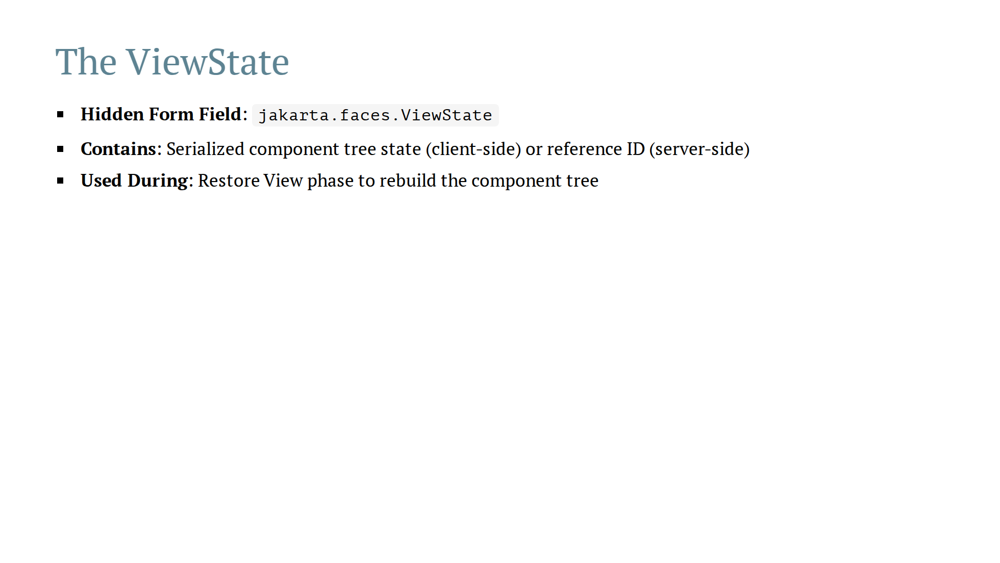 The ViewState
▪ Hidden Form Field: jakarta.faces.ViewState
▪ Contains: Serialized component tree state (client-side) or reference ID (server-side)
▪ Used During: Restore View phase to rebuild the component tree